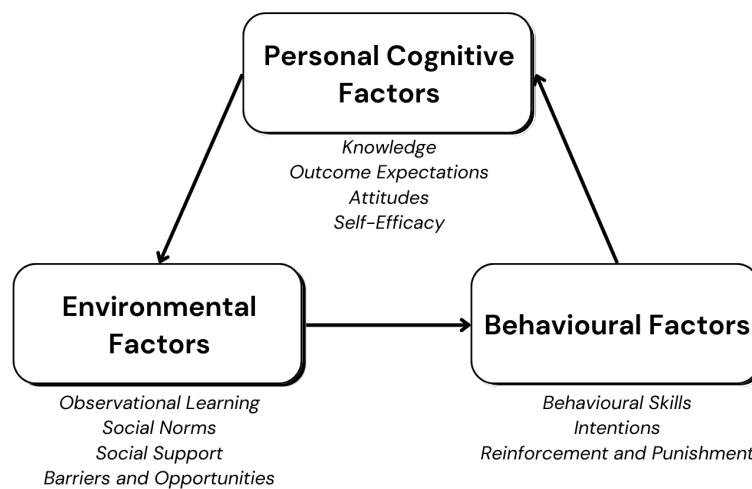 Personal Cognitive
Factors
Knowledge
Outcome Expectations
Attitudes
Self-Efficacy
Environmental
Factors
Observational Learning
Social Norms
Social Support
Barriers and Opportunities
Behavioural Factors
Behavioural Skills
Intentions
Reinforcement and Punishment